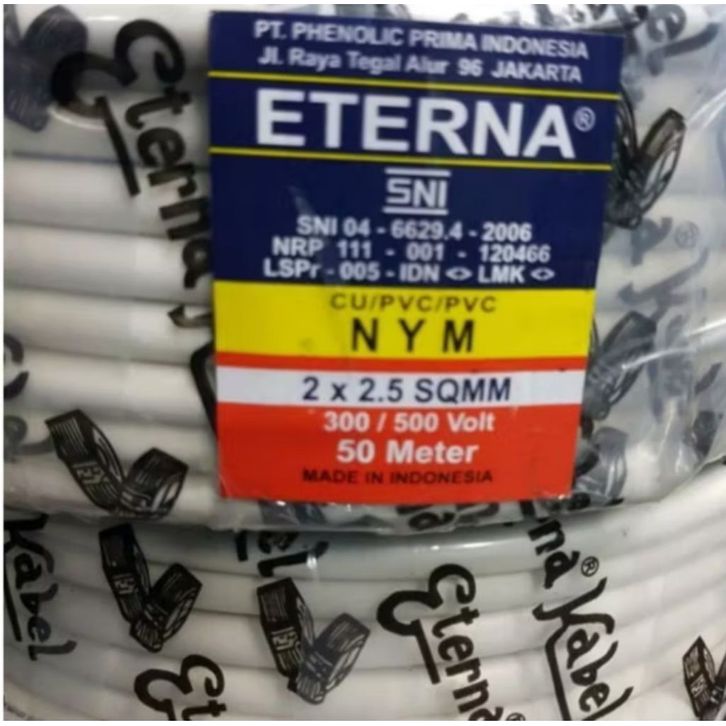 PT. PHENOLIC PRIMA INDONESIA
Jl. Raya Tegal Alur 96 JAKARTA
ETERNA®
SNI
SNI 04 - 6629.4 - 2006
NRP 111 - 001 - 120466
LSPr - 005 - IDN <> LMK <>
CU/PVC/PVC
NYM
2 x 2.5 SQMM
300 / 500 Volt
50 Meter
MADE IN INDONESIA
Eterna
Kabel
Eterna
Kabel
Eterna
na® Kabel